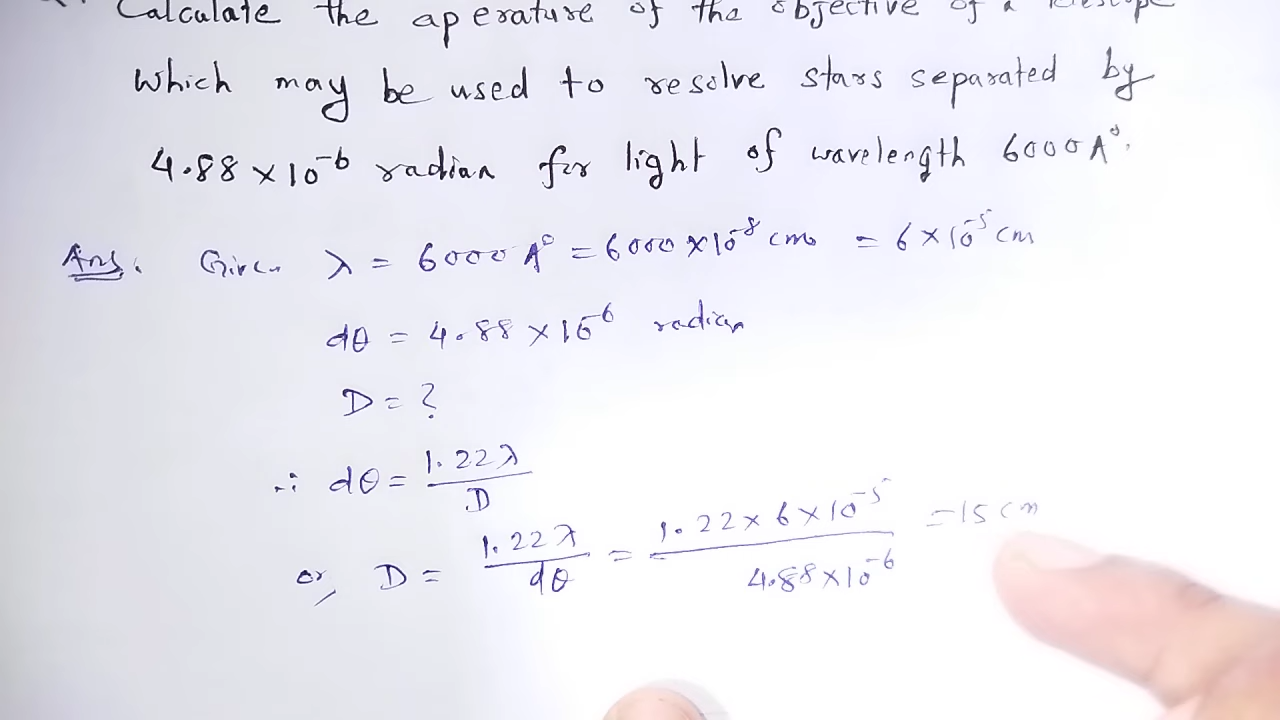 Calculate the aperature of the objective of a telescope
which may be used to resolve stars separated by
4.88 × 10⁻⁶ radian for light of wavelength 6000 A°.
Ans. Given λ = 6000 A° = 6000 × 10⁻⁸ cm = 6 × 10⁻⁵ cm
dθ = 4.88 × 10⁻⁶ radian
D = ?
∴ dθ = 1.22λ / D
or, D = 1.22λ / dθ = 1.22 × 6 × 10⁻⁵ / 4.88 × 10⁻⁶ = 15 cm